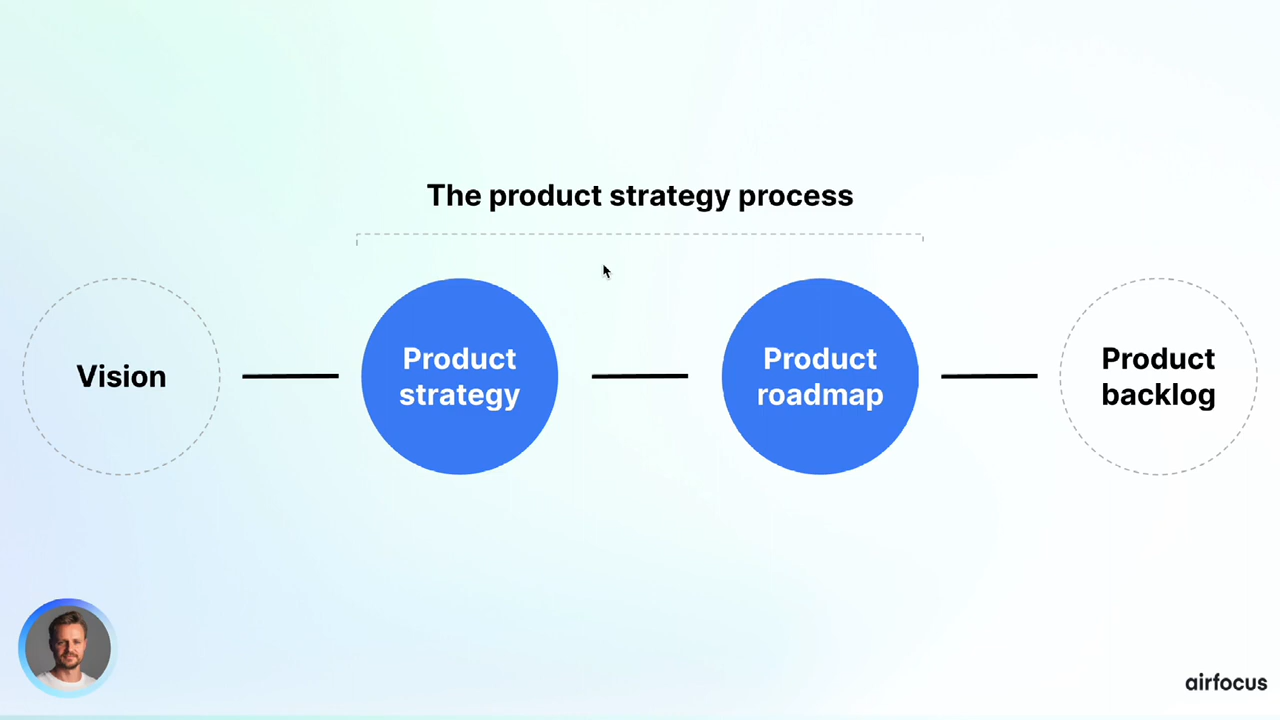 The product strategy process
Vision
Product
strategy
Product
roadmap
Product
backlog
airfocus